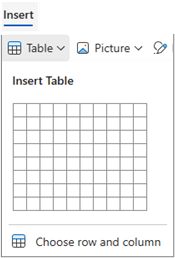 Insert
Table Picture
Insert Table
Choose row and column